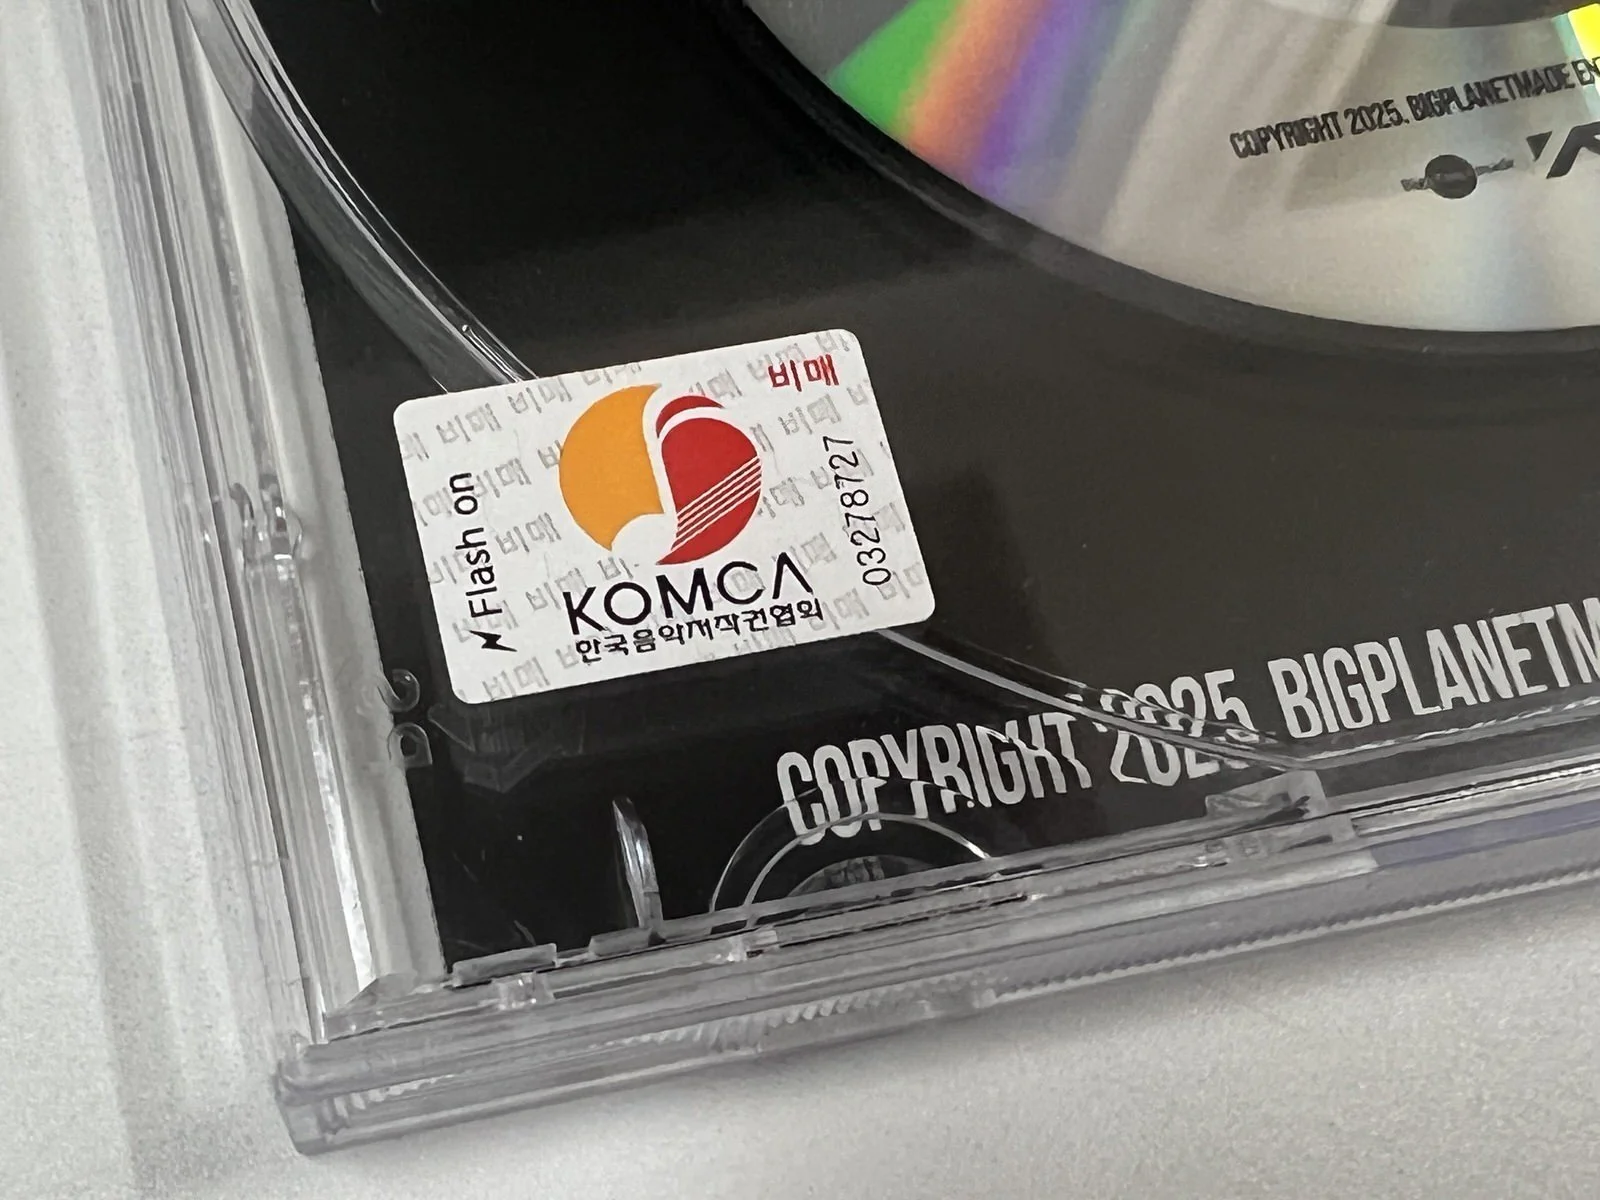 COPYRIGHT 2025. BIGPLANETMADE
비매
Flash on
03278727
KOMCA
한국음악저작권협회
COPYRIGHT 2025. BIGPLANETM